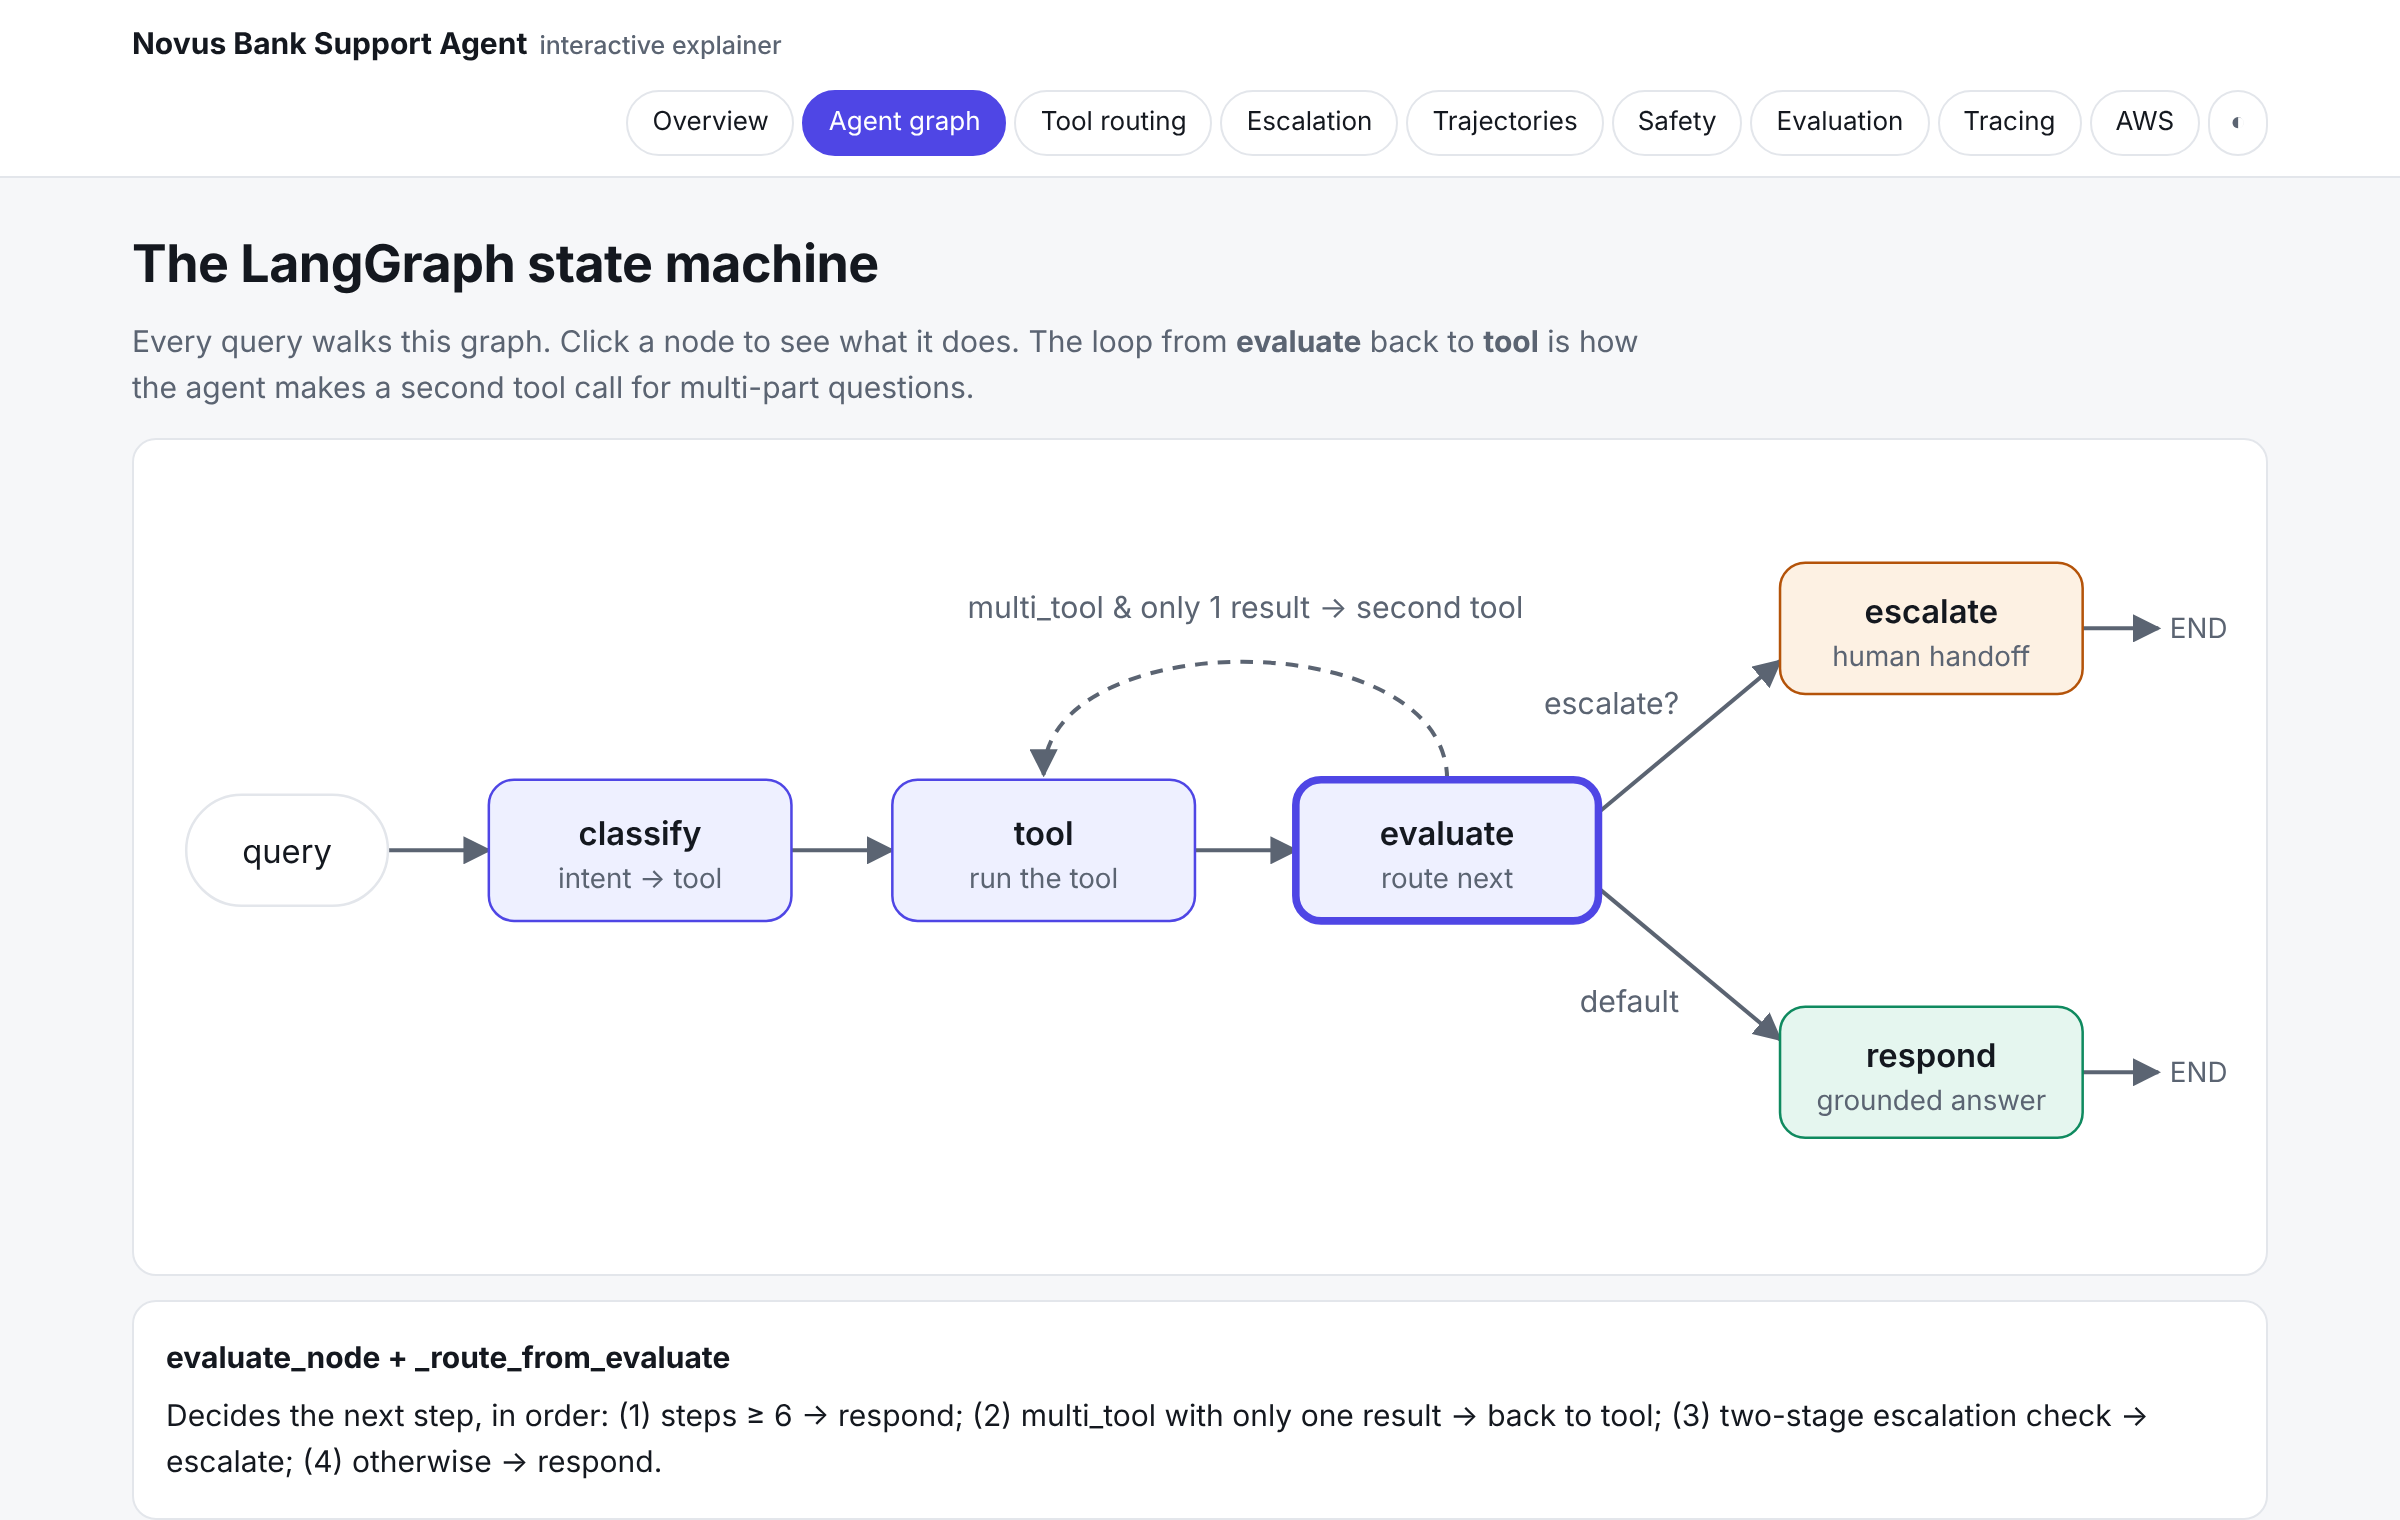 Novus Bank Support Agent interactive explainer
Overview Agent graph Tool routing Escalation Trajectories Safety Evaluation Tracing AWS
The LangGraph state machine
Every query walks this graph. Click a node to see what it does. The loop from evaluate back to tool is how
the agent makes a second tool call for multi-part questions.
multi_tool & only 1 result → second tool
escalate
human handoff
END
escalate?
query
classify
intent → tool
tool
run the tool
evaluate
route next
default
respond
grounded answer
END
evaluate_node + _route_from_evaluate
Decides the next step, in order: (1) steps ≥ 6 → respond; (2) multi_tool with only one result → back to tool; (3) two-stage escalation check →
escalate; (4) otherwise → respond.